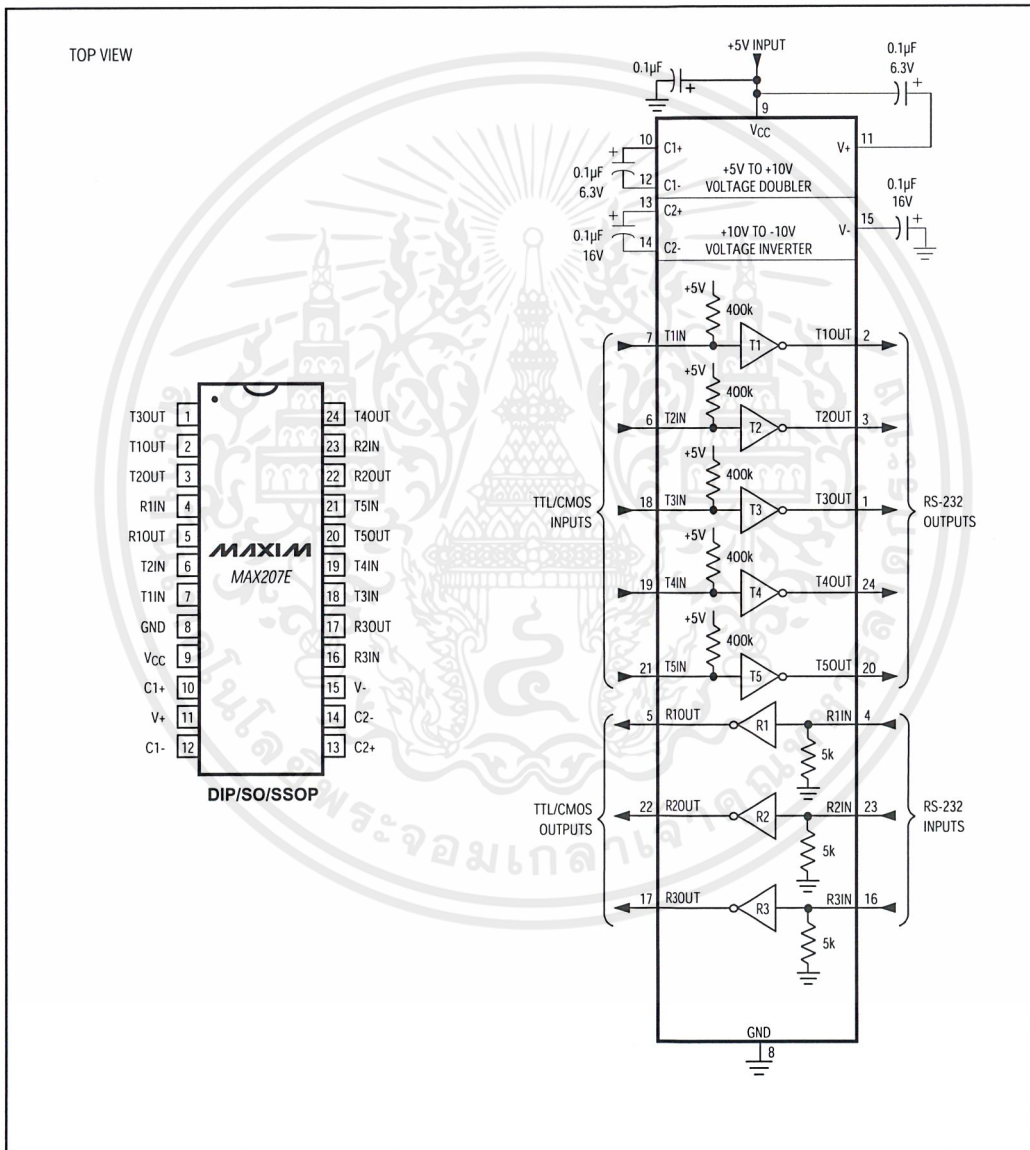 TOP VIEW
+5V INPUT
0.1µF
0.1µF
6.3V
9
VCC
10
C1+
V+
11
0.1µF
6.3V
12
C1-
+5V TO +10V
VOLTAGE DOUBLER
13
C2+
0.1µF
16V
14
C2-
+10V TO -10V
VOLTAGE INVERTER
V-
15
0.1µF
16V
+5V
400k
7
T1IN
T1
T1OUT
2
+5V
400k
6
T2IN
T2
T2OUT
3
+5V
400k
18
T3IN
T3
T3OUT
1
+5V
400k
19
T4IN
T4
T4OUT
24
+5V
400k
21
T5IN
T5
T5OUT
20
TTL/CMOS
INPUTS
RS-232
OUTPUTS
5
R1OUT
R1
R1IN
4
5k
22
R2OUT
R2
R2IN
23
5k
17
R3OUT
R3
R3IN
16
5k
TTL/CMOS
OUTPUTS
RS-232
INPUTS
GND
8
T3OUT 1
T1OUT 2
T2OUT 3
R1IN 4
R1OUT 5
T2IN 6
T1IN 7
GND 8
VCC 9
C1+ 10
V+ 11
C1- 12
MAXIM
MAX207E
24 T4OUT
23 R2IN
22 R2OUT
21 T5IN
20 T5OUT
19 T4IN
18 T3IN
17 R3OUT
16 R3IN
15 V-
14 C2-
13 C2+
DIP/SO/SSOP